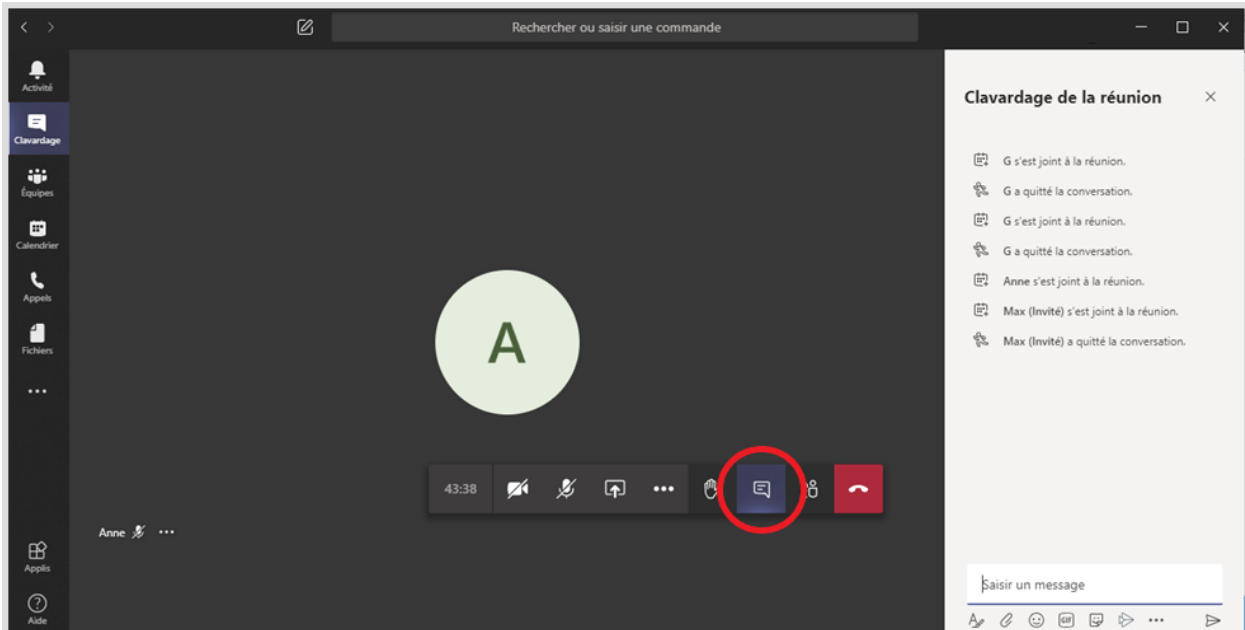 Rechercher ou saisir une commande
Activité
Clavardage
Équipes
Calendrier
Appels
Fichiers
Applis
Aide
A
43:38
Anne
Clavardage de la réunion
G s'est joint à la réunion.
G a quitté la conversation.
G s'est joint à la réunion.
G a quitté la conversation.
Anne s'est joint à la réunion.
Max (Invité) s'est joint à la réunion.
Max (Invité) a quitté la conversation.
Saisir un message
GIF